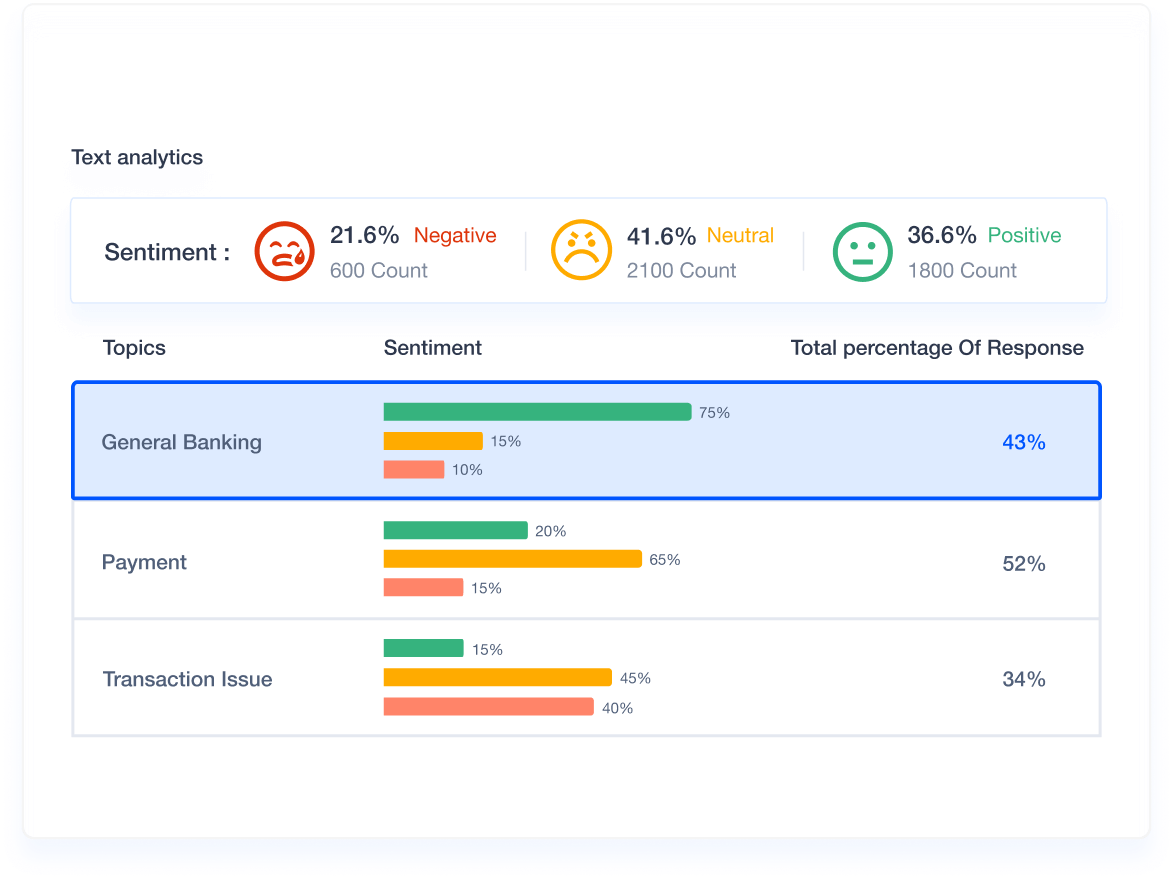 Text analytics
Sentiment :
21.6% Negative
600 Count
41.6% Neutral
2100 Count
36.6% Positive
1800 Count
Topics Sentiment Total percentage Of Response
General Banking
75%
15%
10%
43%
Payment
20%
65%
15%
52%
Transaction Issue
15%
45%
40%
34%